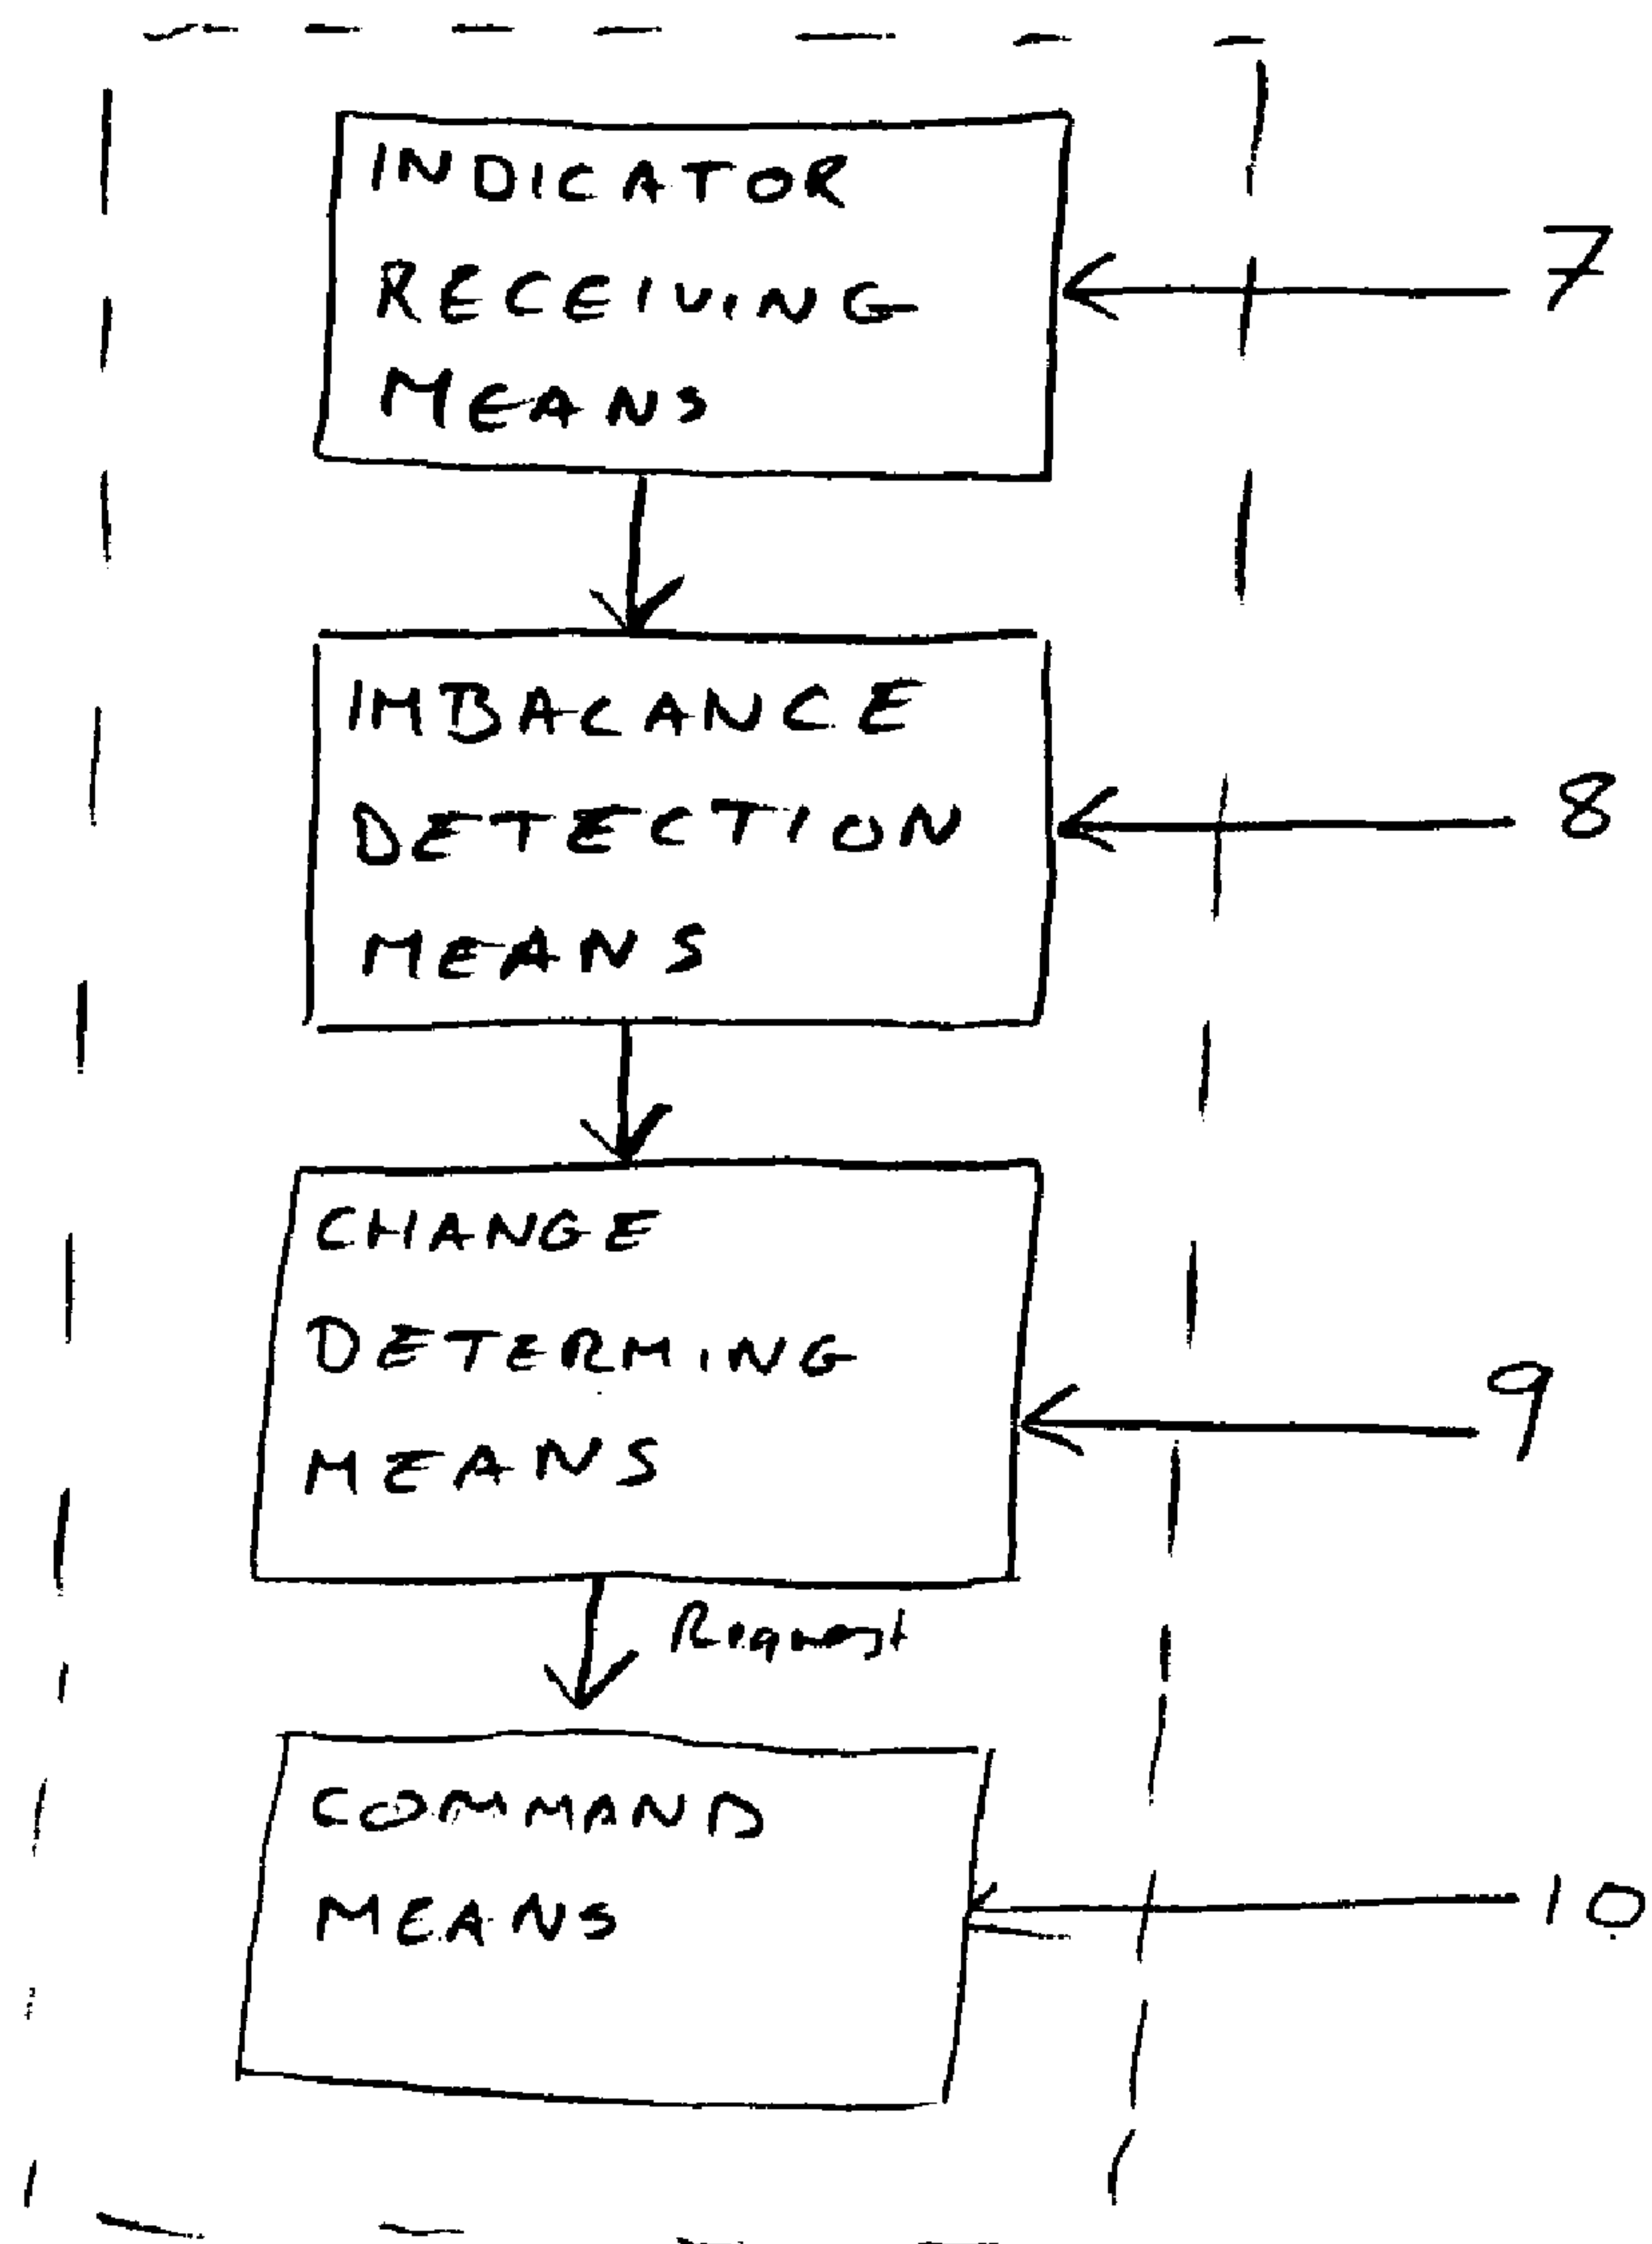 INDICATOR
RECEIVING
MEANS
7
IMBALANCE
DETECTION
MEANS
8
CHANGE
DETERMING
MEANS
9
Request
COMMAND
MEANS
10